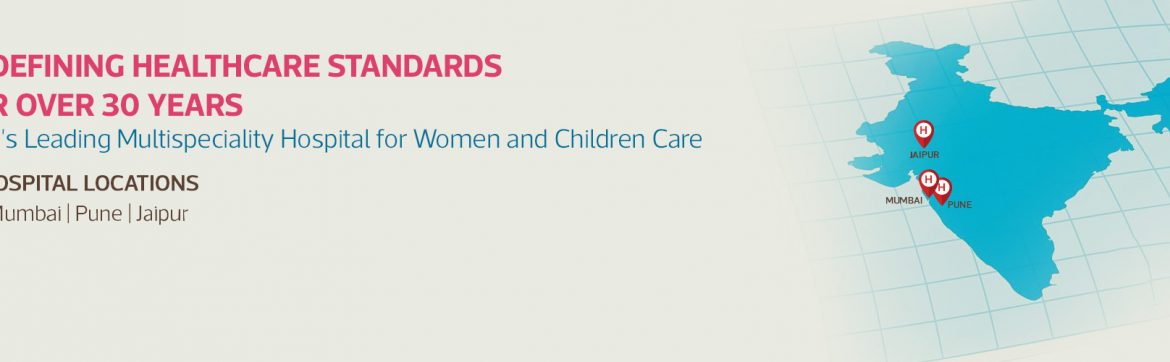 DEFINING HEALTHCARE STANDARDS
R OVER 30 YEARS
's Leading Multispeciality Hospital for Women and Children Care
OSPITAL LOCATIONS
Mumbai | Pune | Jaipur
H
JAIPUR
H
H
MUMBAI
PUNE